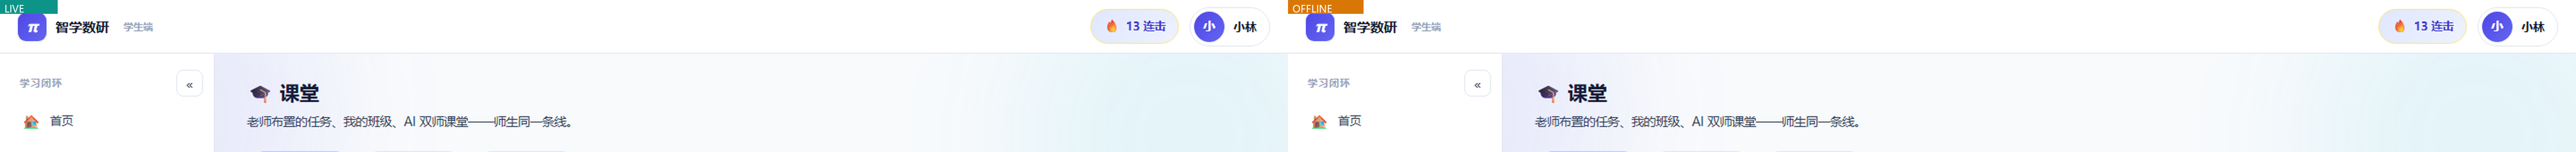 LIVE
π 智学数研 学生端 13 连击 小 小林
学习闭环 «
课堂
首页
老师布置的任务、我的班级、AI 双师课堂——师生同一条线。
OFFLINE
π 智学数研 学生端 13 连击 小 小林
学习闭环 «
课堂
首页
老师布置的任务、我的班级、AI 双师课堂——师生同一条线。